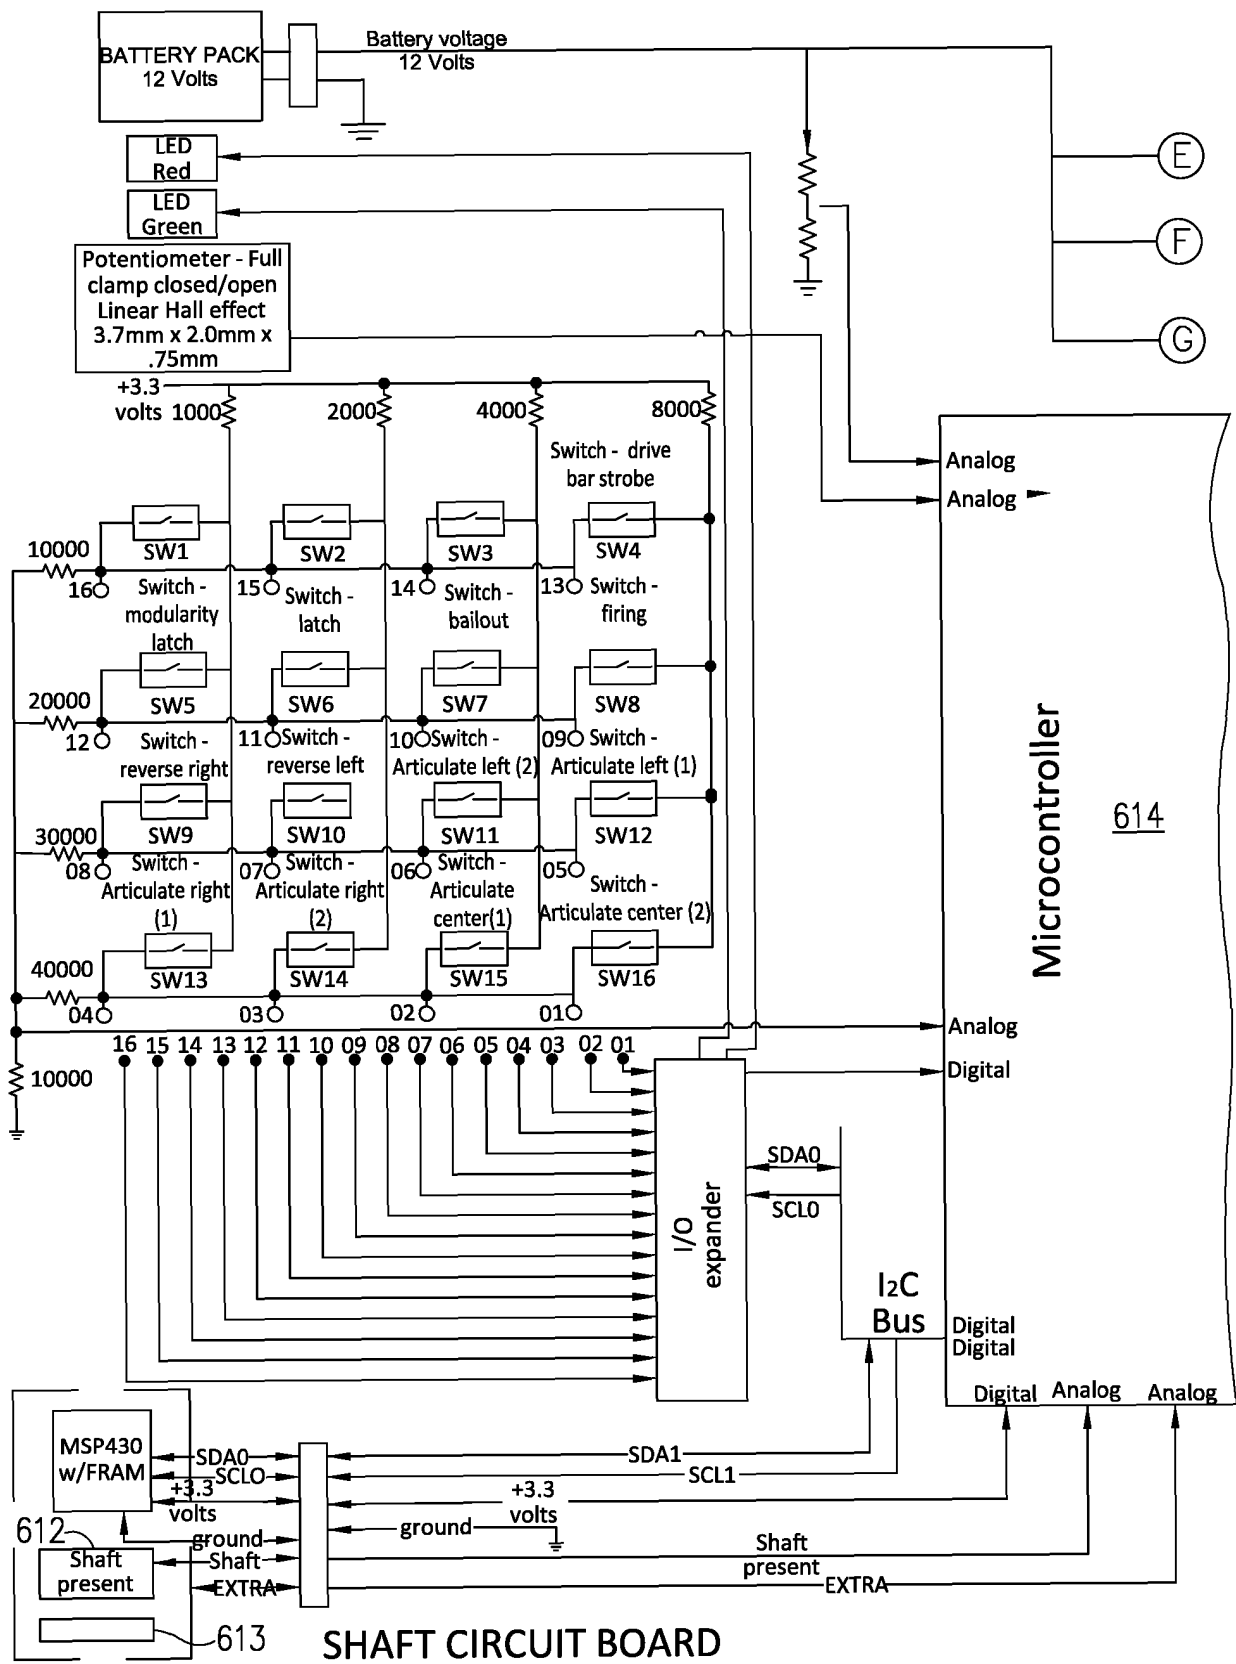 BATTERY PACK
12 Volts
Battery voltage
12 Volts
LED
Red
LED
Green
Potentiometer - Full
clamp closed/open
Linear Hall effect
3.7mm x 2.0mm x
.75mm
E
F
G
+3.3
volts
1000
2000
4000
8000
Switch - drive
bar strobe
Analog
Analog
SW1
SW2
SW3
SW4
10000
16
15
14
13
Switch -
modularity
latch
Switch -
latch
Switch -
bailout
Switch -
firing
SW5
SW6
SW7
SW8
20000
12
11
10
09
Switch -
reverse right
Switch -
reverse left
Switch -
Articulate left (2)
Switch -
Articulate left (1)
SW9
SW10
SW11
SW12
30000
08
07
06
05
Switch -
Articulate right
(1)
Switch -
Articulate right
(2)
Switch -
Articulate
center(1)
Switch -
Articulate center (2)
SW13
SW14
SW15
SW16
40000
04
03
02
01
Microcontroller
614
Analog
Digital
10000
16 15 14 13 12 11 10 09 08 07 06 05 04 03 02 01
I/O
expander
SDA0
SCL0
I2C
Bus
Digital
Digital
Digital
Analog
Analog
MSP430
w/FRAM
SDA0
SCLO
+3.3
volts
ground
Shaft
EXTRA
612
Shaft
present
613
SDA1
SCL1
+3.3
volts
ground
Shaft
present
EXTRA
SHAFT CIRCUIT BOARD